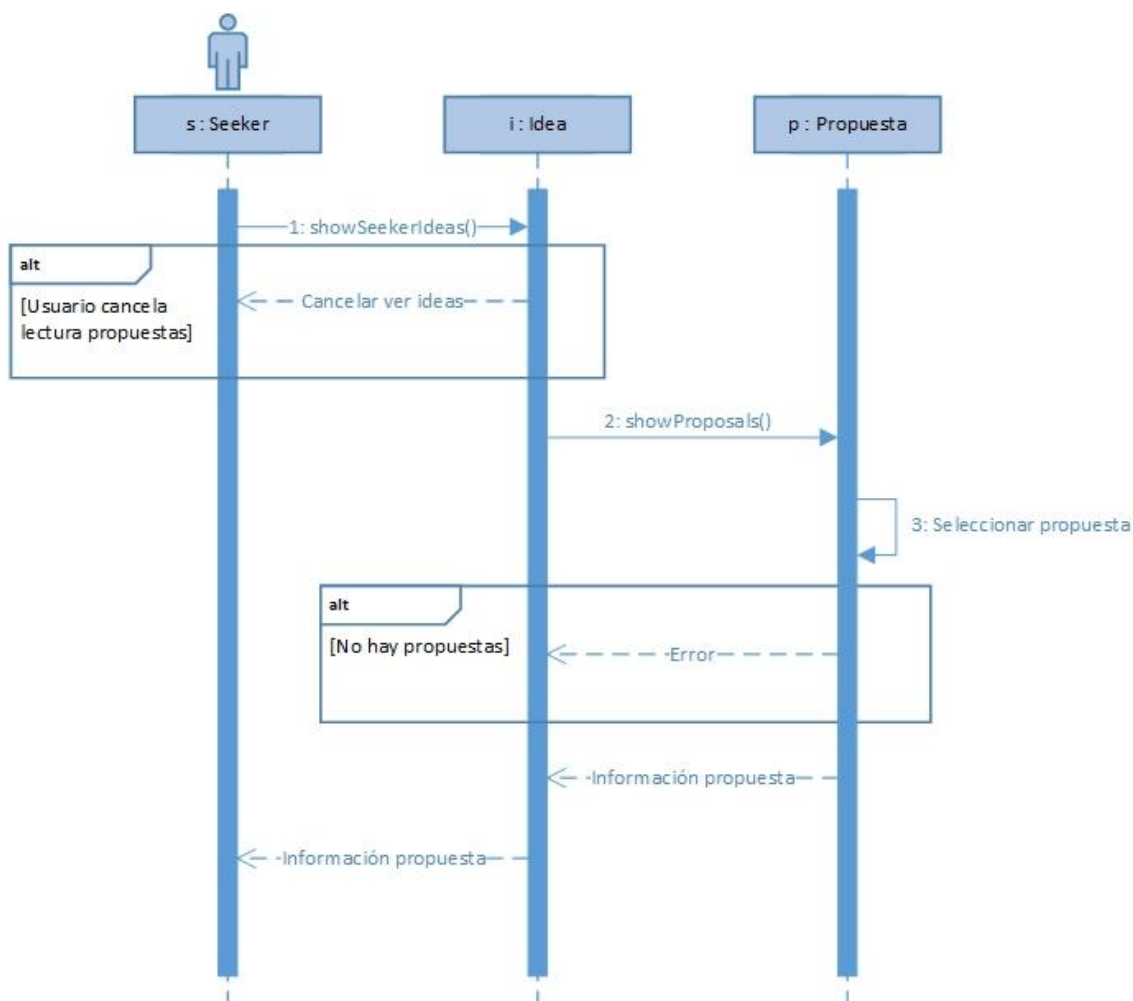 s : Seeker
i : Idea
p : Propuesta
1: showSeekerIdeas()
alt
[Usuario cancela
lectura propuestas]
Cancelar ver ideas
2: showProposals()
3: Seleccionar propuesta
alt
[No hay propuestas]
Error
Información propuesta
Información propuesta